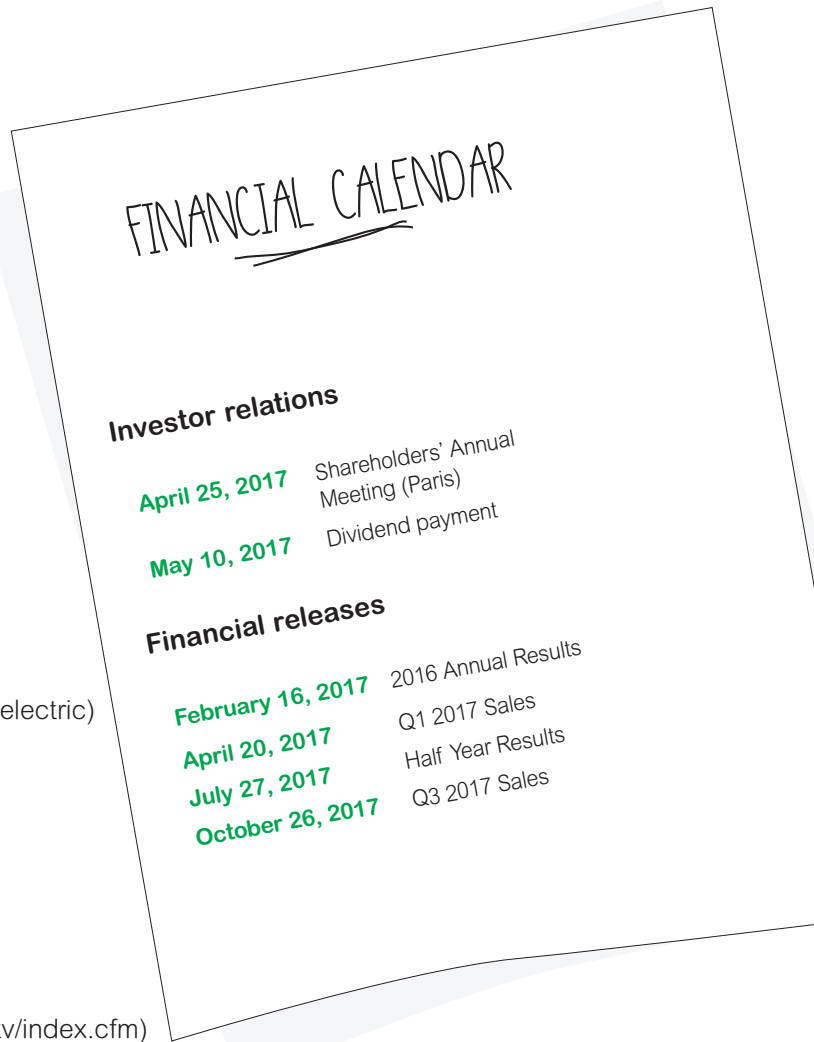 FINANCIAL CALENDAR
Investor relations
April 25, 2017 Shareholders’ Annual
Meeting (Paris)
May 10, 2017 Dividend payment
Financial releases
February 16, 2017 2016 Annual Results
April 20, 2017 Q1 2017 Sales
July 27, 2017 Half Year Results
October 26, 2017 Q3 2017 Sales
electric)
v/index.cfm)